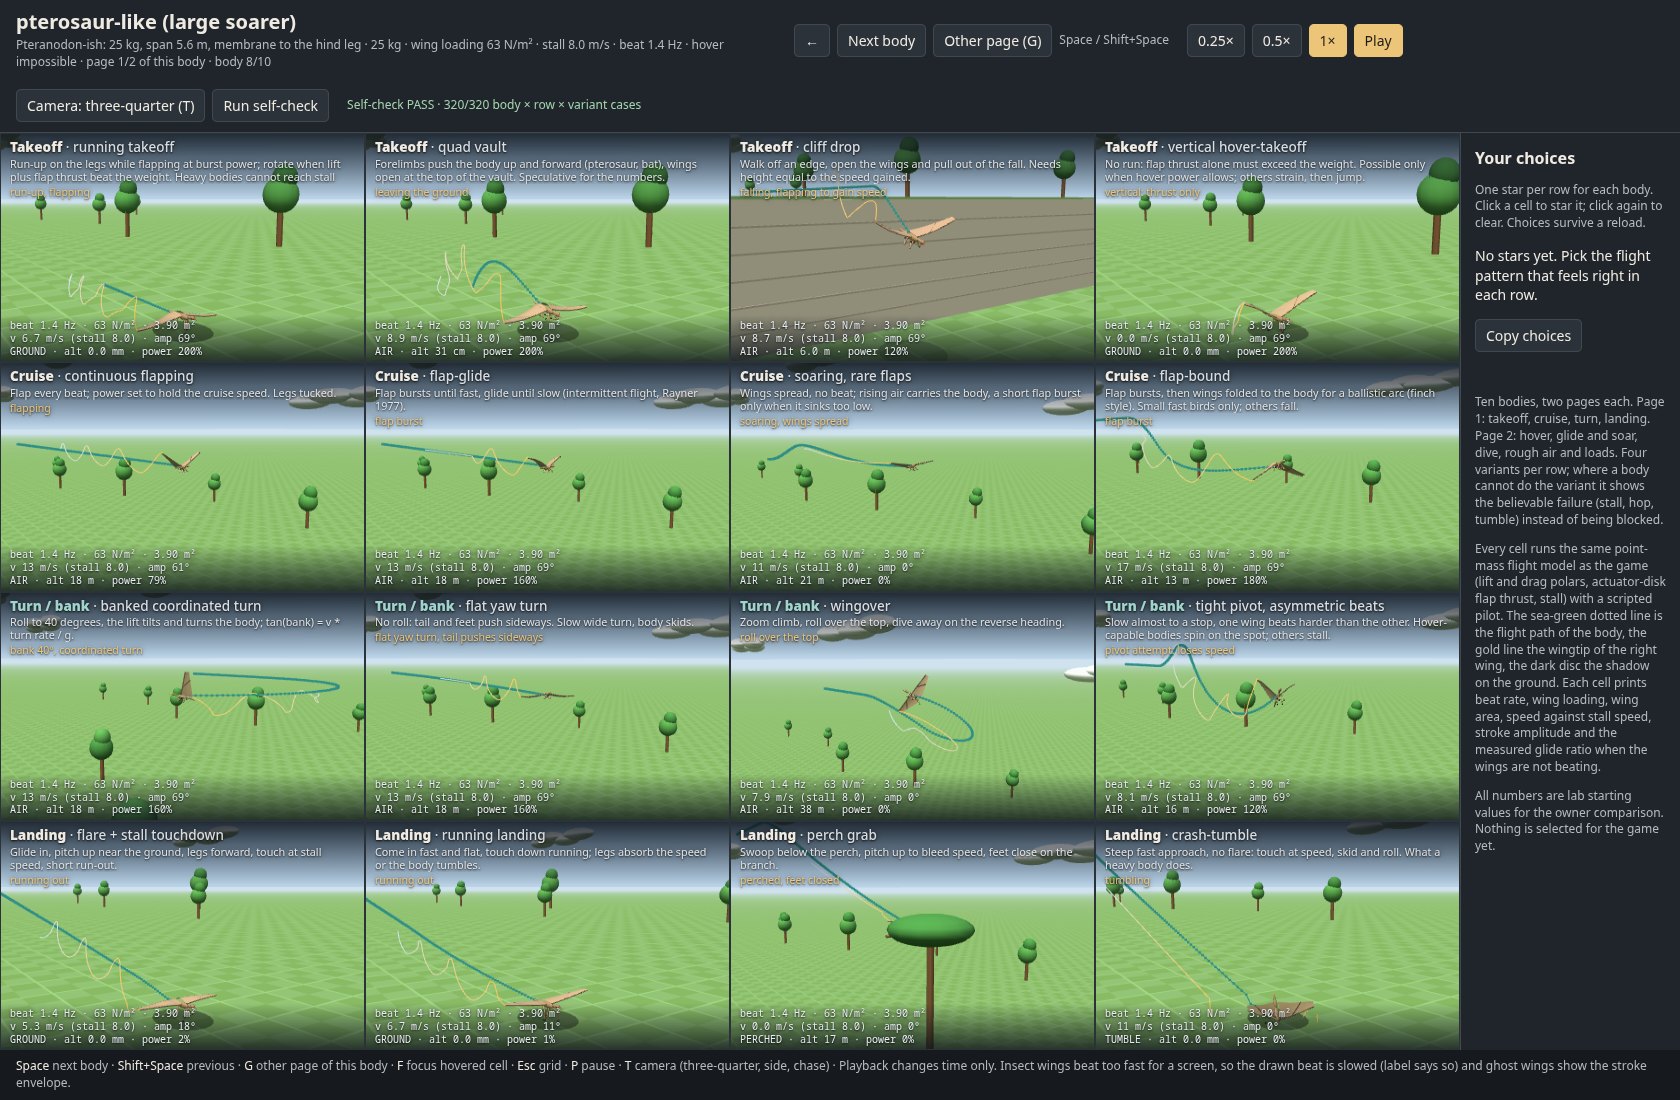 pterosaur-like (large soarer)
Pteranodon-ish: 25 kg, span 5.6 m, membrane to the hind leg · 25 kg · wing loading 63 N/m² · stall 8.0 m/s · beat 1.4 Hz · hover
impossible · page 1/2 of this body · body 8/10
←
Next body
Other page (G)
Space / Shift+Space
0.25×
0.5×
1×
Play
Camera: three-quarter (T)
Run self-check
Self-check PASS · 320/320 body × row × variant cases
Takeoff · running takeoff
Run-up on the legs while flapping at burst power; rotate when lift
plus flap thrust beat the weight. Heavy bodies cannot reach stall
run-up, flapping
beat 1.4 Hz · 63 N/m² · 3.90 m²
v 6.7 m/s (stall 8.0) · amp 69°
GROUND · alt 0.0 mm · power 200%
Takeoff · quad vault
Forelimbs push the body up and forward (pterosaur, bat), wings
open at the top of the vault. Speculative for the numbers.
leaving the ground
beat 1.4 Hz · 63 N/m² · 3.90 m²
v 8.9 m/s (stall 8.0) · amp 69°
AIR · alt 31 cm · power 200%
Takeoff · cliff drop
Walk off an edge, open the wings and pull out of the fall. Needs
height equal to the speed gained.
falling, flapping to gain speed
beat 1.4 Hz · 63 N/m² · 3.90 m²
v 8.7 m/s (stall 8.0) · amp 69°
AIR · alt 6.0 m · power 120%
Takeoff · vertical hover-takeoff
No run: flap thrust alone must exceed the weight. Possible only
when hover power allows; others strain, then jump.
vertical, thrust only
beat 1.4 Hz · 63 N/m² · 3.90 m²
v 0.0 m/s (stall 8.0) · amp 69°
GROUND · alt 0.0 mm · power 200%
Cruise · continuous flapping
Flap every beat; power set to hold the cruise speed. Legs tucked.
flapping
beat 1.4 Hz · 63 N/m² · 3.90 m²
v 13 m/s (stall 8.0) · amp 61°
AIR · alt 18 m · power 79%
Cruise · flap-glide
Flap bursts until fast, glide until slow (intermittent flight, Rayner
1977).
flap burst
beat 1.4 Hz · 63 N/m² · 3.90 m²
v 13 m/s (stall 8.0) · amp 69°
AIR · alt 18 m · power 160%
Cruise · soaring, rare flaps
Wings spread, no beat; rising air carries the body, a short flap burst
only when it sinks too low.
soaring, wings spread
beat 1.4 Hz · 63 N/m² · 3.90 m²
v 11 m/s (stall 8.0) · amp 0°
AIR · alt 21 m · power 0%
Cruise · flap-bound
Flap bursts, then wings folded to the body for a ballistic arc (finch
style). Small fast birds only; others fall.
flap burst
beat 1.4 Hz · 63 N/m² · 3.90 m²
v 17 m/s (stall 8.0) · amp 69°
AIR · alt 13 m · power 180%
Turn / bank · banked coordinated turn
Roll to 40 degrees, the lift tilts and turns the body; tan(bank) = v *
turn rate / g.
bank 40°, coordinated turn
beat 1.4 Hz · 63 N/m² · 3.90 m²
v 13 m/s (stall 8.0) · amp 69°
AIR · alt 18 m · power 160%
Turn / bank · flat yaw turn
No roll: tail and feet push sideways. Slow wide turn, body skids.
flat yaw turn, tail pushes sideways
beat 1.4 Hz · 63 N/m² · 3.90 m²
v 13 m/s (stall 8.0) · amp 69°
AIR · alt 18 m · power 160%
Turn / bank · wingover
Zoom climb, roll over the top, dive away on the reverse heading.
roll over the top
beat 1.4 Hz · 63 N/m² · 3.90 m²
v 7.9 m/s (stall 8.0) · amp 0°
AIR · alt 38 m · power 0%
Turn / bank · tight pivot, asymmetric beats
Slow almost to a stop, one wing beats harder than the other. Hover-
capable bodies spin on the spot; others stall.
pivot attempt, loses speed
beat 1.4 Hz · 63 N/m² · 3.90 m²
v 8.1 m/s (stall 8.0) · amp 69°
AIR · alt 16 m · power 120%
Landing · flare + stall touchdown
Glide in, pitch up near the ground, legs forward, touch at stall
speed, short run-out.
running out
beat 1.4 Hz · 63 N/m² · 3.90 m²
v 5.3 m/s (stall 8.0) · amp 18°
GROUND · alt 0.0 mm · power 2%
Landing · running landing
Come in fast and flat, touch down running; legs absorb the speed
or the body tumbles.
running out
beat 1.4 Hz · 63 N/m² · 3.90 m²
v 6.7 m/s (stall 8.0) · amp 11°
GROUND · alt 0.0 mm · power 1%
Landing · perch grab
Swoop below the perch, pitch up to bleed speed, feet close on the
branch.
perched, feet closed
beat 1.4 Hz · 63 N/m² · 3.90 m²
v 0.0 m/s (stall 8.0) · amp 0°
PERCHED · alt 17 m · power 0%
Landing · crash-tumble
Steep fast approach, no flare: touch at speed, skid and roll. What a
heavy body does.
tumbling
beat 1.4 Hz · 63 N/m² · 3.90 m²
v 11 m/s (stall 8.0) · amp 0°
TUMBLE · alt 0.0 mm · power 0%
Your choices
One star per row for each body.
Click a cell to star it; click again to
clear. Choices survive a reload.
No stars yet. Pick the flight
pattern that feels right in
each row.
Copy choices
Ten bodies, two pages each. Page
1: takeoff, cruise, turn, landing.
Page 2: hover, glide and soar,
dive, rough air and loads. Four
variants per row; where a body
cannot do the variant it shows
the believable failure (stall, hop,
tumble) instead of being blocked.
Every cell runs the same point-
mass flight model as the game
(lift and drag polars, actuator-disk
flap thrust, stall) with a scripted
pilot. The sea-green dotted line is
the flight path of the body, the
gold line the wingtip of the right
wing, the dark disc the shadow
on the ground. Each cell prints
beat rate, wing loading, wing
area, speed against stall speed,
stroke amplitude and the
measured glide ratio when the
wings are not beating.
All numbers are lab starting
values for the owner comparison.
Nothing is selected for the game
yet.
Space next body · Shift+Space previous · G other page of this body · F focus hovered cell · Esc grid · P pause · T camera (three-quarter, side, chase) · Playback changes time only. Insect wings beat too fast for a screen, so the drawn beat is slowed (label says so) and ghost wings show the stroke
envelope.